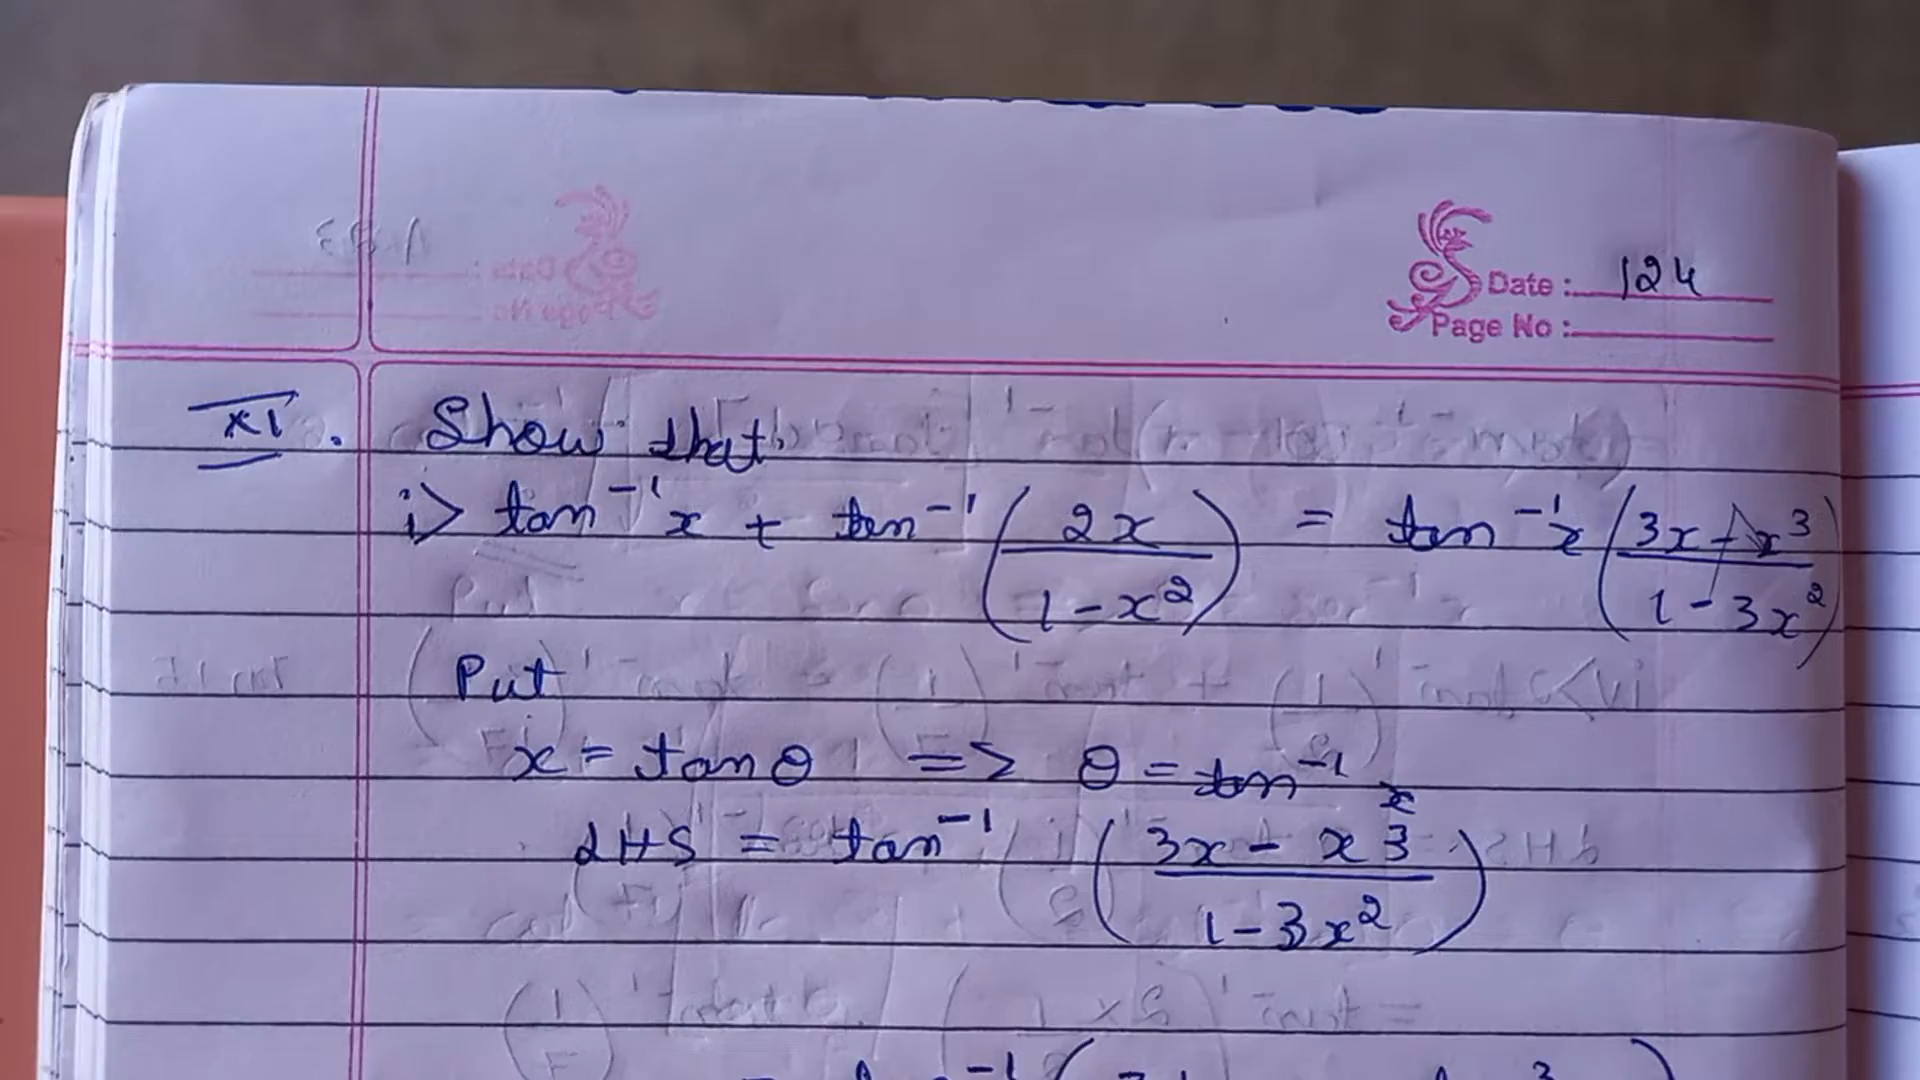 Date : 124
Page No :
XI. Show that
i> tan⁻¹x + tan⁻¹(2x / 1-x²) = tan⁻¹x (3x - x³ / 1-3x²)
Put
x = tanθ => θ = tan⁻¹ x
LHS = tan⁻¹ (3x - x³ / 1-3x²)